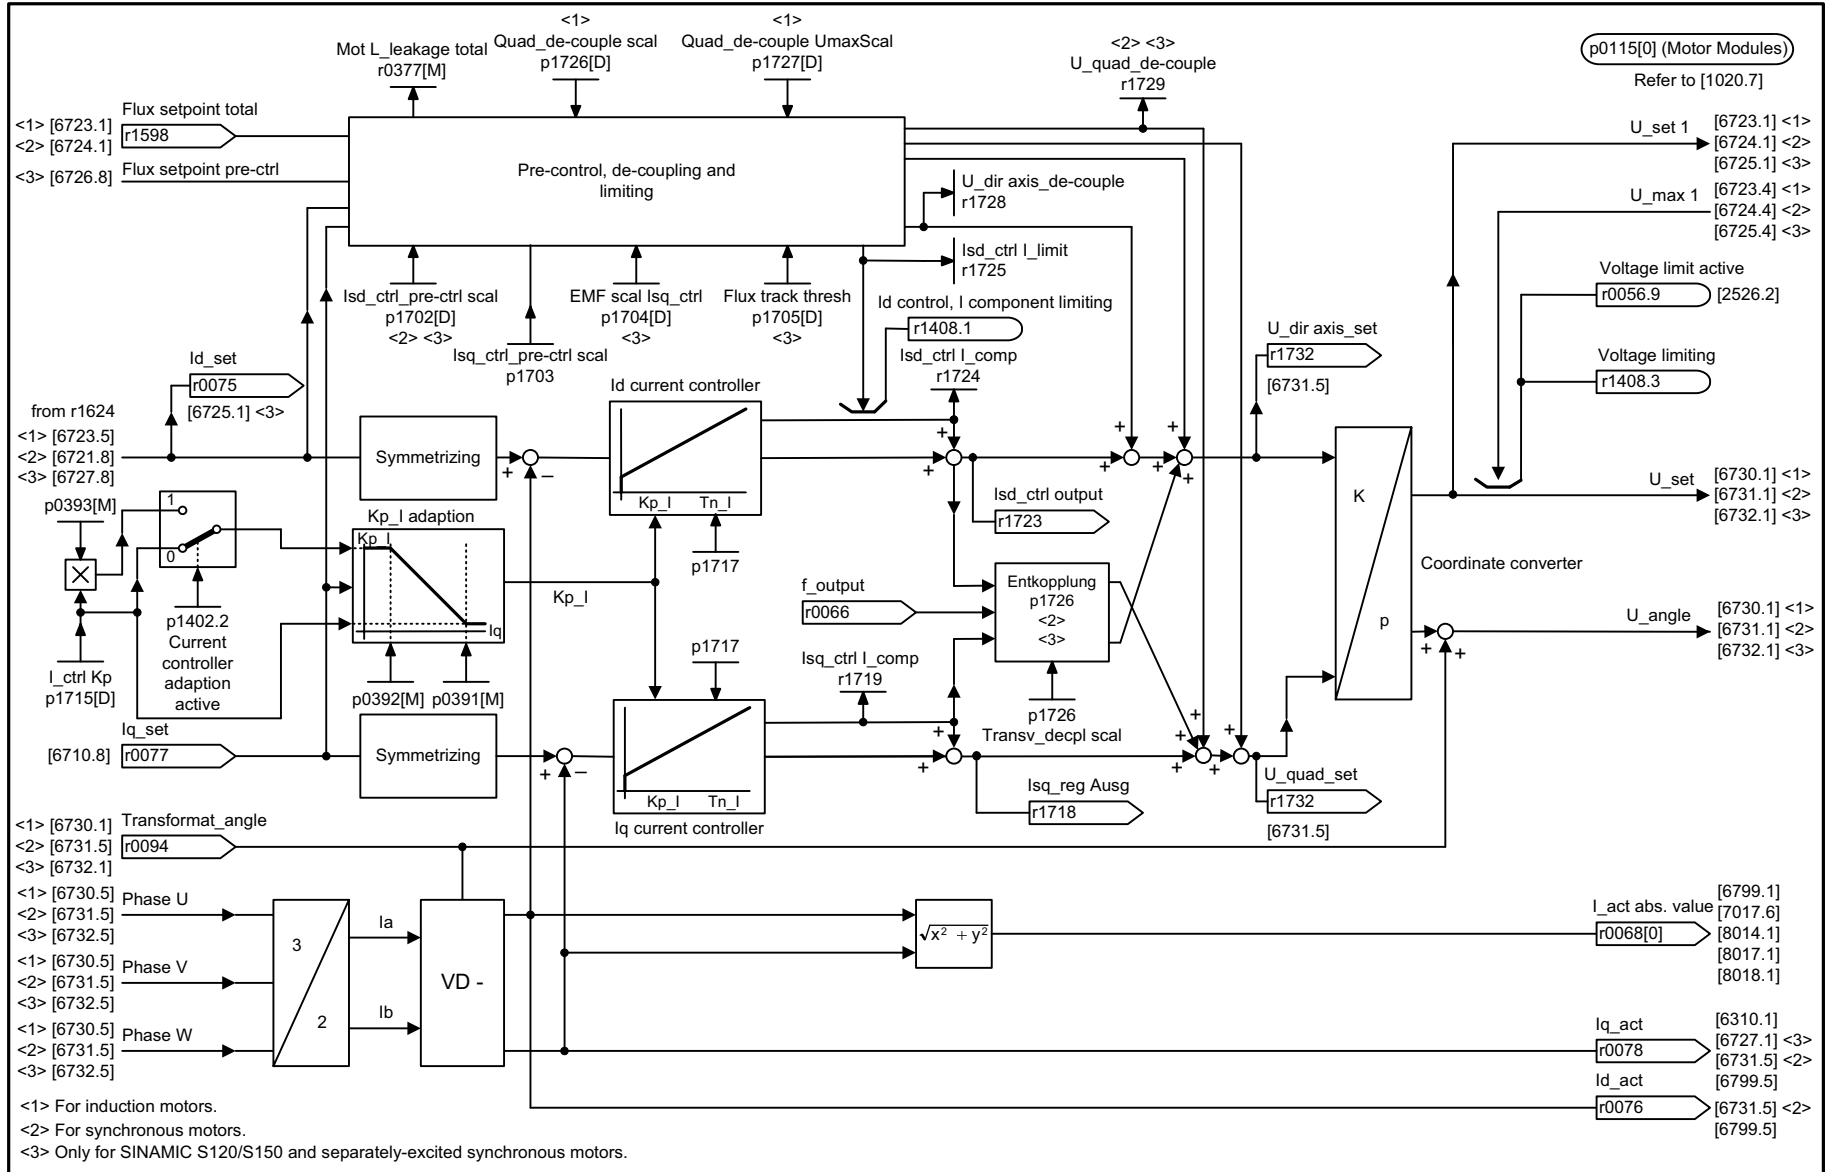 <1>
Quad_de-couple scal
p1726[D]
<1>
Quad_de-couple UmaxScal
p1727[D]
Mot L_leakage total
r0377[M]
<2> <3>
U_quad_de-couple
r1729
p0115[0] (Motor Modules)
Refer to [1020.7]
Flux setpoint total
<1> [6723.1]
<2> [6724.1]
r1598
<3> [6726.8]
Flux setpoint pre-ctrl
Pre-control, de-coupling and
limiting
U_dir axis_de-couple
r1728
Isd_ctrl I_limit
r1725
U_set 1
[6723.1] <1>
[6724.1] <2>
[6725.1] <3>
U_max 1
[6723.4] <1>
[6724.4] <2>
[6725.4] <3>
Voltage limit active
r0056.9
[2526.2]
Voltage limiting
r1408.3
Isd_ctrl_pre-ctrl scal
p1702[D]
<2> <3>
Isq_ctrl_pre-ctrl scal
p1703
EMF scal Isq_ctrl
p1704[D]
<3>
Flux track thresh
p1705[D]
<3>
Id control, I component limiting
r1408.1
Isd_ctrl I_comp
r1724
U_dir axis_set
r1732
[6731.5]
Id_set
r0075
[6725.1] <3>
from r1624
<1> [6723.5]
<2> [6721.8]
<3> [6727.8]
Symmetrizing
+
–
Id current controller
Kp_I
Tn_I
p1717
+
+
+
+
+
+
+
Isd_ctrl output
r1723
K
p
Coordinate converter
U_set
[6730.1] <1>
[6731.1] <2>
[6732.1] <3>
U_angle
[6730.1] <1>
[6731.1] <2>
[6732.1] <3>
+
+
p0393[M]
1
0
p1402.2
Current
controller
adaption
active
I_ctrl Kp
p1715[D]
Kp_I adaption
Kp_I
Iq
p0392[M]
p0391[M]
Kp_I
f_output
r0066
Entkopplung
p1726
<2>
<3>
p1726
Transv_decpl scal
p1717
Isq_ctrl I_comp
r1719
Iq_set
[6710.8]
r0077
Symmetrizing
+
–
Kp_I
Tn_I
Iq current controller
+
+
+
+
+
+
+
Isq_reg Ausg
r1718
U_quad_set
r1732
[6731.5]
Transformat_angle
<1> [6730.1]
<2> [6731.5]
<3> [6732.1]
r0094
<1> [6730.5]
<2> [6731.5]
<3> [6732.5]
Phase U
<1> [6730.5]
<2> [6731.5]
<3> [6732.5]
Phase V
<1> [6730.5]
<2> [6731.5]
<3> [6732.5]
Phase W
3
2
Ia
Ib
VD -
√x² + y²
I_act abs. value
r0068[0]
[6799.1]
[7017.6]
[8014.1]
[8017.1]
[8018.1]
Iq_act
r0078
[6310.1]
[6727.1] <3>
[6731.5] <2>
[6799.5]
Id_act
r0076
[6731.5] <2>
[6799.5]
<1> For induction motors.
<2> For synchronous motors.
<3> Only for SINAMIC S120/S150 and separately-excited synchronous motors.